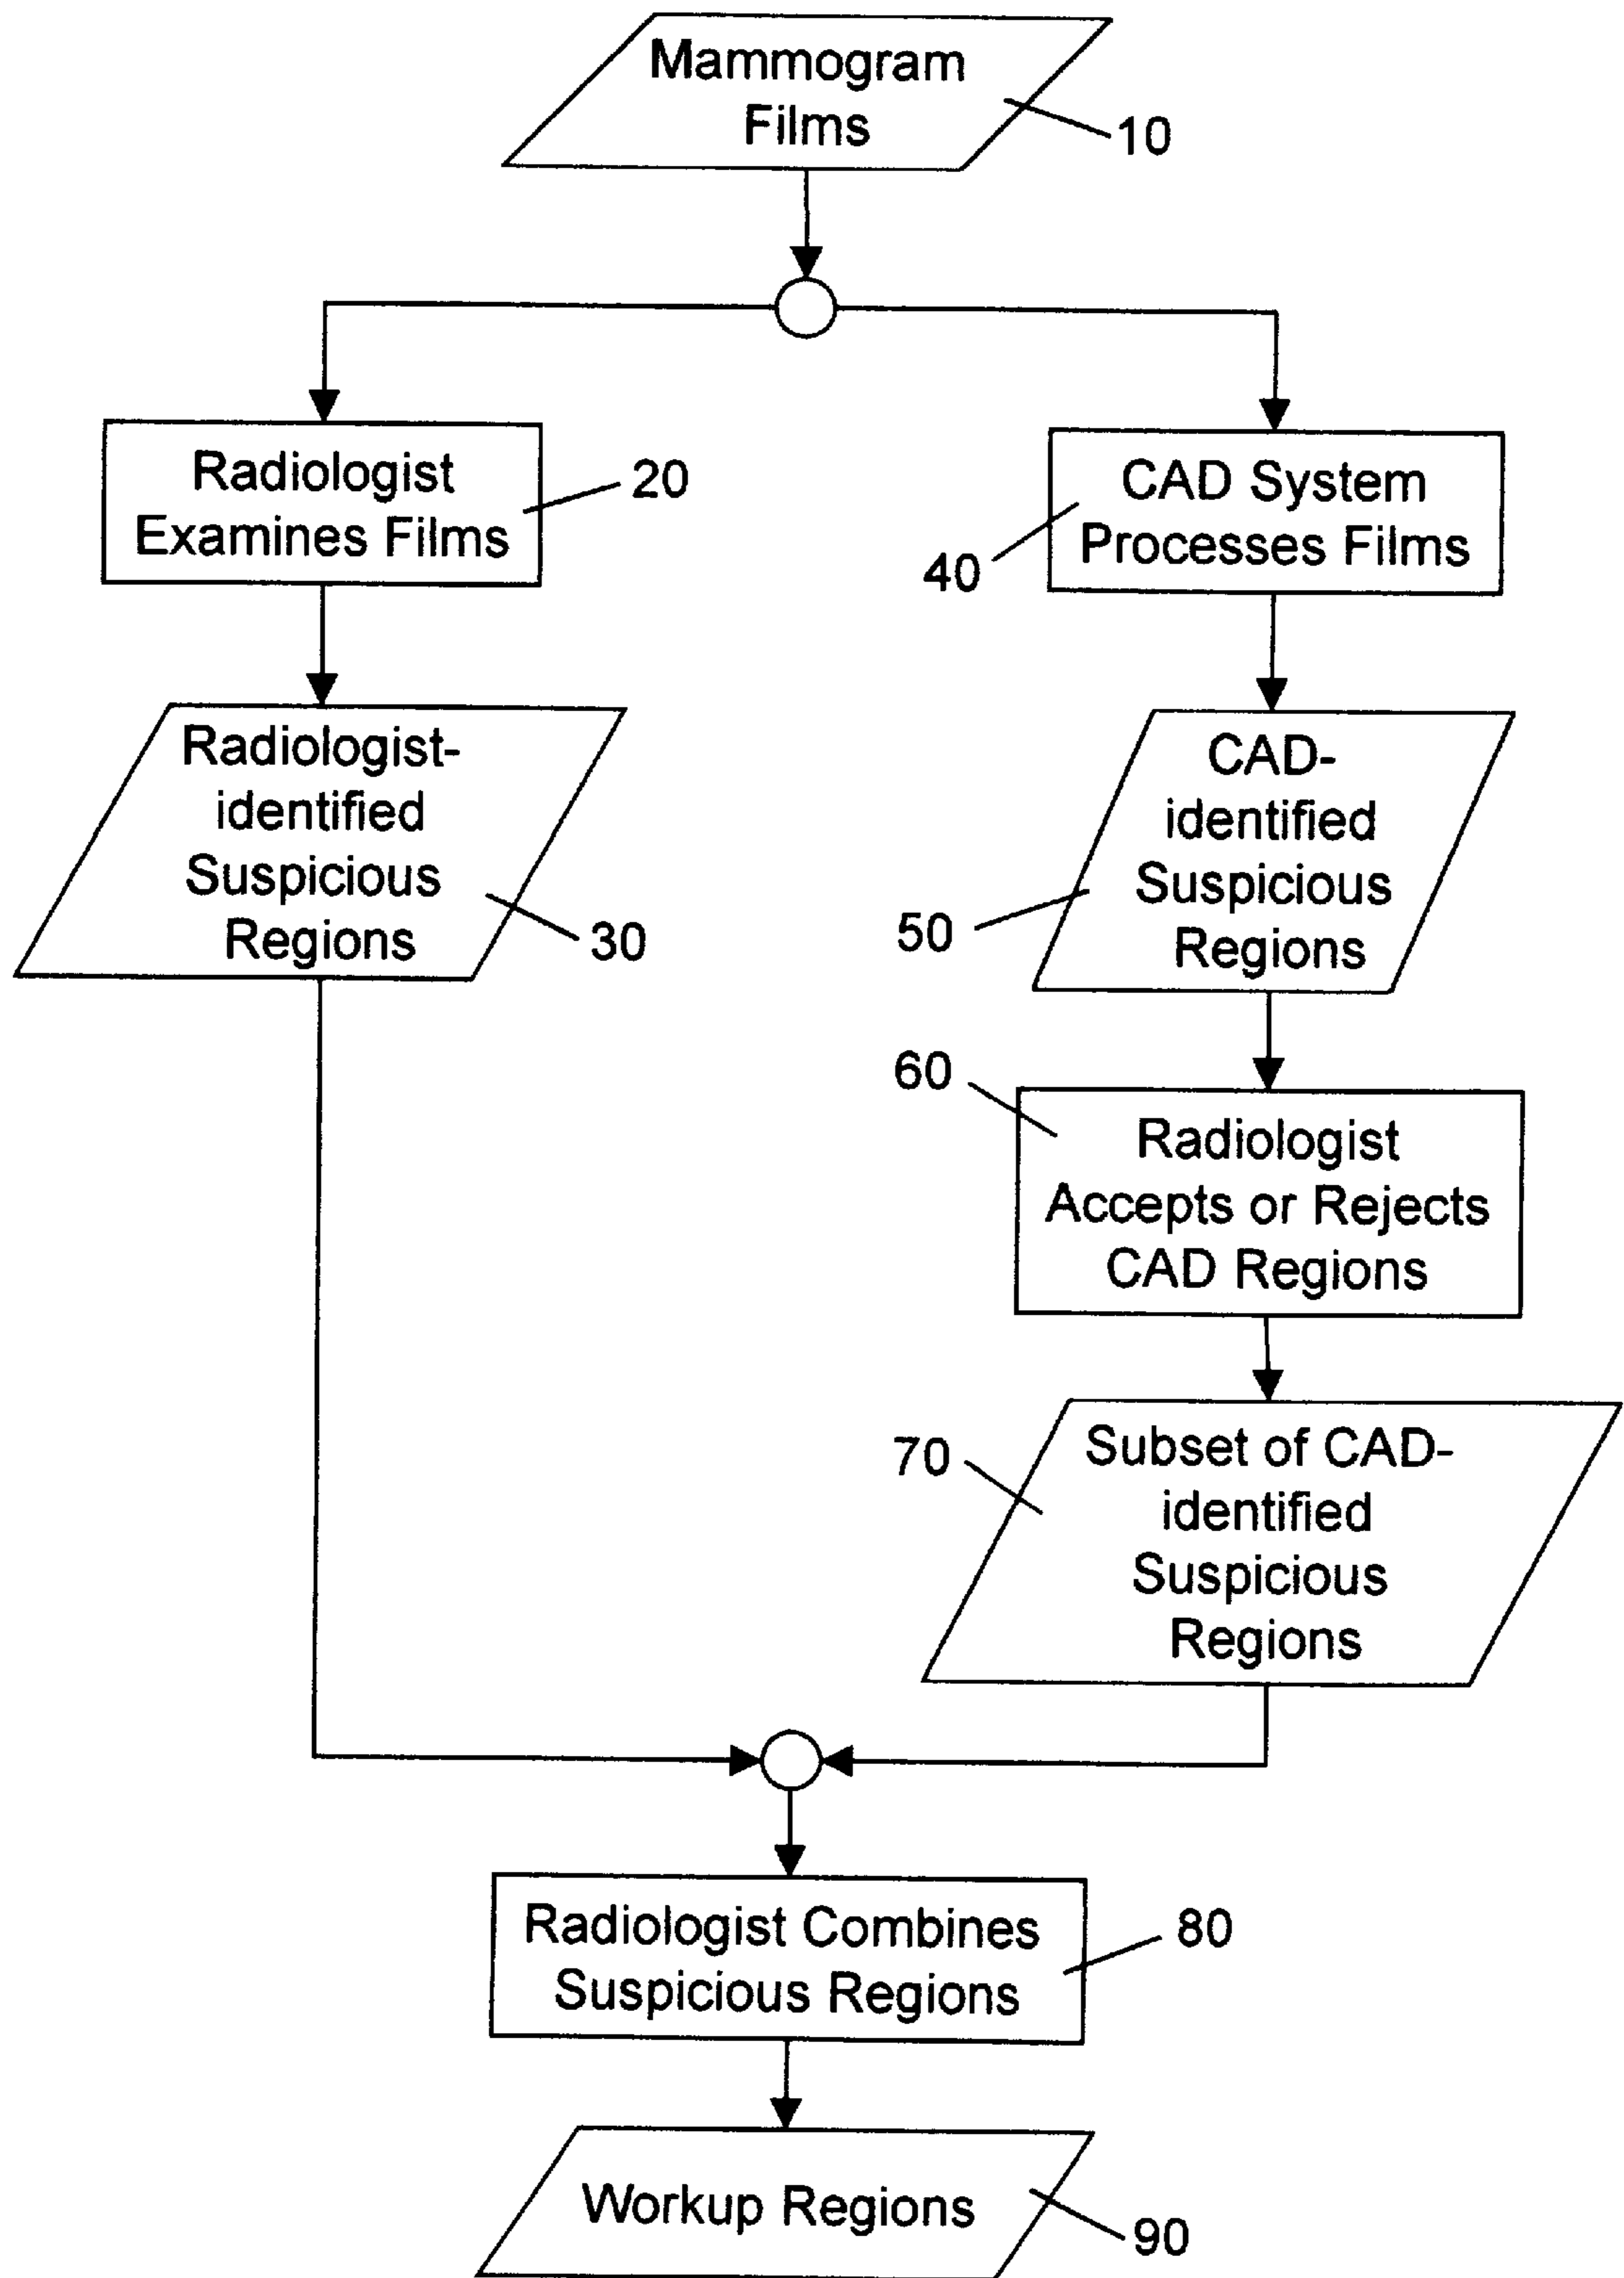 Mammogram
Films
10
Radiologist
Examines Films
20
CAD System
Processes Films
40
Radiologist-
identified
Suspicious
Regions
30
CAD-
identified
Suspicious
Regions
50
60
Radiologist
Accepts or Rejects
CAD Regions
70
Subset of CAD-
identified
Suspicious
Regions
Radiologist Combines
Suspicious Regions
80
Workup Regions
90